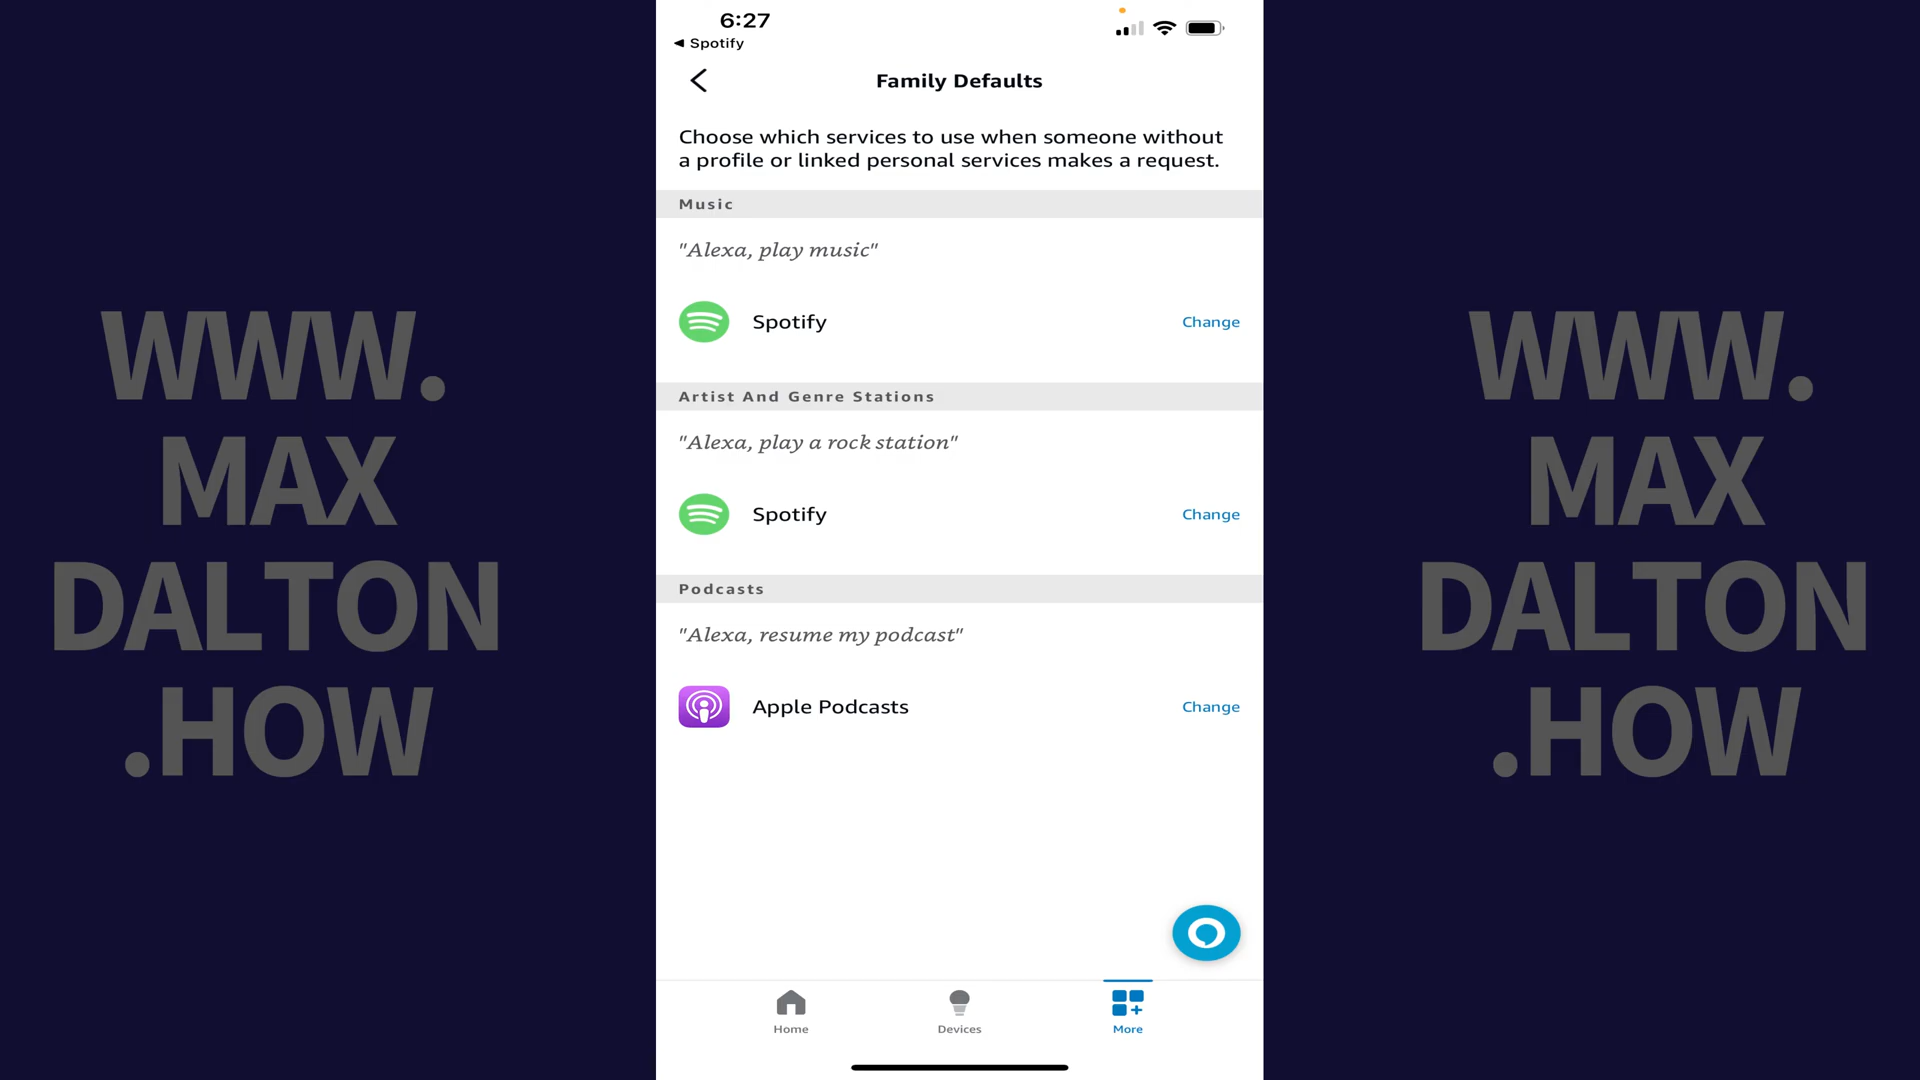 6:27
Spotify
Family Defaults
Choose which services to use when someone without
a profile or linked personal services makes a request.
Music
"Alexa, play music"
Spotify
Change
Artist And Genre Stations
"Alexa, play a rock station"
Spotify
Change
Podcasts
"Alexa, resume my podcast"
Apple Podcasts
Change
Home
Devices
More
WWW.
MAX
DALTON
.HOW
WWW.
MAX
DALTON
.HOW